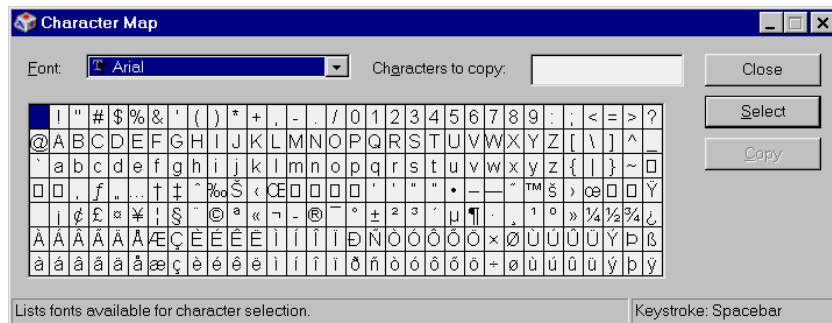 Character Map
Font: Arial Characters to copy: Close
Select
Copy
! " # $ % & ' ( ) * + , - . / 0 1 2 3 4 5 6 7 8 9 : ; < = > ?
@ A B C D E F G H I J K L M N O P Q R S T U V W X Y Z [ \ ] ^ _
` a b c d e f g h i j k l m n o p q r s t u v w x y z { | } ~ □
□ □ ‚ ƒ „ … † ‡ ˆ ‰ Š ‹ Œ □ □ □ □ ‘ ’ “ ” • – — ˜ ™ š › œ □ □ Ÿ
¡ ¢ £ ¤ ¥ ¦ § ¨ © ª « ¬ - ® ¯ ° ± ² ³ ´ µ ¶ · ¸ ¹ º » ¼ ½ ¾ ¿
À Á Â Ã Ä Å Æ Ç È É Ê Ë Ì Í Î Ï Ð Ñ Ò Ó Ô Õ Ö × Ø Ù Ú Û Ü Ý Þ ß
à á â ã ä å æ ç è é ê ë ì í î ï ð ñ ò ó ô õ ö ÷ ø ù ú û ü ý þ ÿ
Lists fonts available for character selection. Keystroke: Spacebar